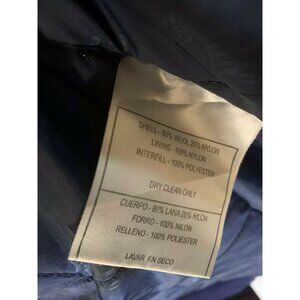 SHELL - 80% WOOL 20% NYLON
LINING - 100% NYLON
INTERFILL - 100% POLYESTER
DRY CLEAN ONLY
CUERPO - 80% LANA 20% NILON
FORRO - 100% NILON
RELLENO - 100% POLIESTER
LAVAR EN SECO